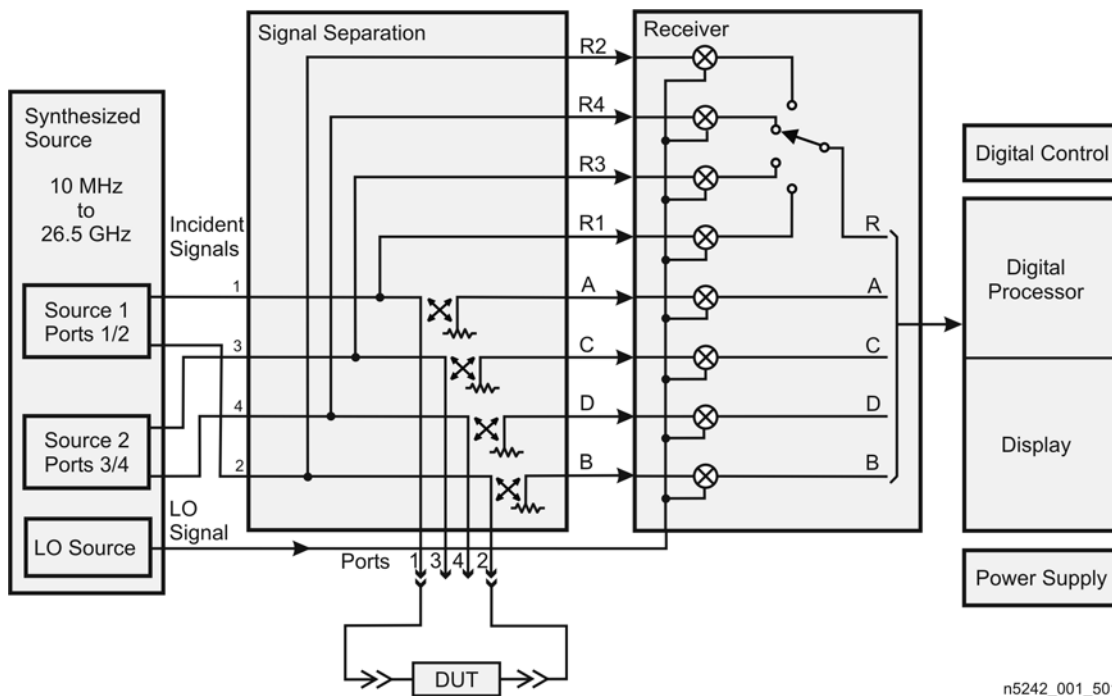 Signal Separation
Receiver
R2
R4
R3
R1
A
C
D
B
Synthesized
Source
10 MHz
to
26.5 GHz
Incident
Signals
1
3
4
2
Source 1
Ports 1/2
Source 2
Ports 3/4
LO
Signal
LO Source
Ports
1
3
4
2
DUT
R
A
C
D
B
Digital Control
Digital
Processor
Display
Power Supply
n5242_001_501